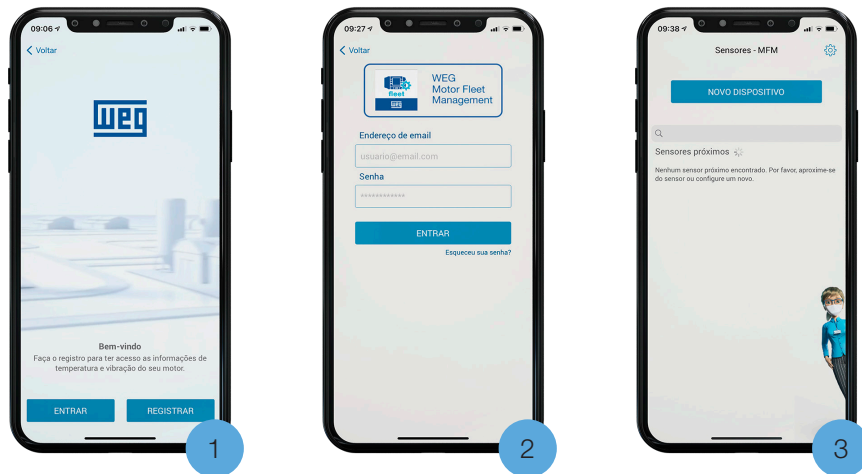 09:06
Voltar
weg
Bem-vindo
Faça o registro para ter acesso as informações de
temperatura e vibração do seu motor.
ENTRAR
REGISTRAR
1
09:27
Voltar
fleet
weg
WEG
Motor Fleet
Management
Endereço de email
usuario@email.com
Senha
************
ENTRAR
Esqueceu sua senha?
2
09:38
Sensores - MFM
NOVO DISPOSITIVO
Sensores próximos
Nenhum sensor próximo encontrado. Por favor, aproxime-se
do sensor ou configure um novo.
3